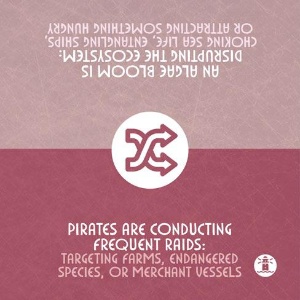 AN ALGAE BLOOM IS
DISRUPTING THE ECOSYSTEM:
CHOKING SEA LIFE, ENTANGLING SHIPS,
OR ATTRACTING SOMETHING HUNGRY
PIRATES ARE CONDUCTING
FREQUENT RAIDS:
TARGETING FARMS, ENDANGERED
SPECIES, OR MERCHANT VESSELS